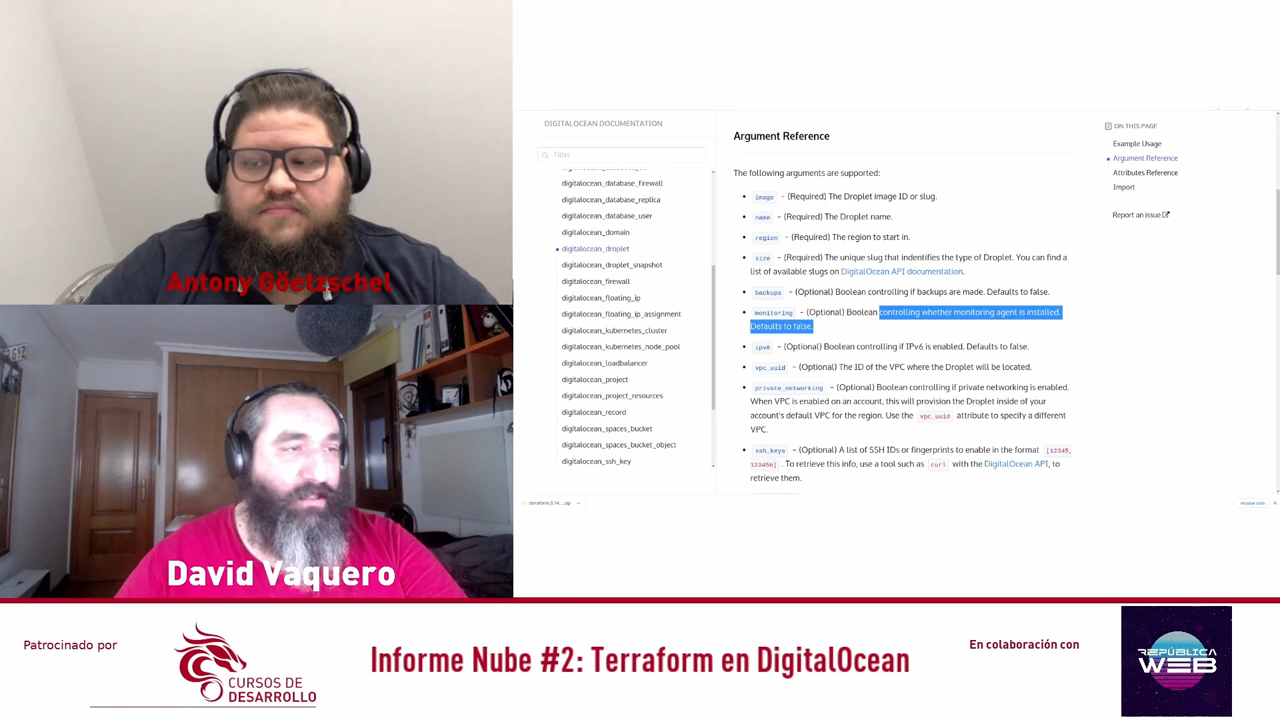 Antony Göetzschel
David Vaquero
DIGITALOCEAN DOCUMENTATION
Filter
digitalocean_database_firewall
digitalocean_database_replica
digitalocean_database_user
digitalocean_domain
digitalocean_droplet
digitalocean_droplet_snapshot
digitalocean_firewall
digitalocean_floating_ip
digitalocean_floating_ip_assignment
digitalocean_kubernetes_cluster
digitalocean_kubernetes_node_pool
digitalocean_loadbalancer
digitalocean_project
digitalocean_project_resources
digitalocean_record
digitalocean_spaces_bucket
digitalocean_spaces_bucket_object
digitalocean_ssh_key
Argument Reference
The following arguments are supported:
image - (Required) The Droplet image ID or slug.
name - (Required) The Droplet name.
region - (Required) The region to start in.
size - (Required) The unique slug that indentifies the type of Droplet. You can find a
list of available slugs on DigitalOcean API documentation.
backups - (Optional) Boolean controlling if backups are made. Defaults to false.
monitoring - (Optional) Boolean controlling whether monitoring agent is installed.
Defaults to false.
ipv6 - (Optional) Boolean controlling if IPv6 is enabled. Defaults to false.
vpc_uuid - (Optional) The ID of the VPC where the Droplet will be located.
private_networking - (Optional) Boolean controlling if private networking is enabled.
When VPC is enabled on an account, this will provision the Droplet inside of your
account's default VPC for the region. Use the vpc_uuid attribute to specify a different
VPC.
ssh_keys - (Optional) A list of SSH IDs or fingerprints to enable in the format [12345,
123456] . To retrieve this info, use a tool such as curl with the DigitalOcean API, to
retrieve them.
ON THIS PAGE
Example Usage
Argument Reference
Attributes Reference
Import
Report an issue
terraform_0.14....zip
Patrocinado por
CURSOS DE
DESARROLLO
Informe Nube #2: Terraform en DigitalOcean
En colaboración con
REPÚBLICA
WEB